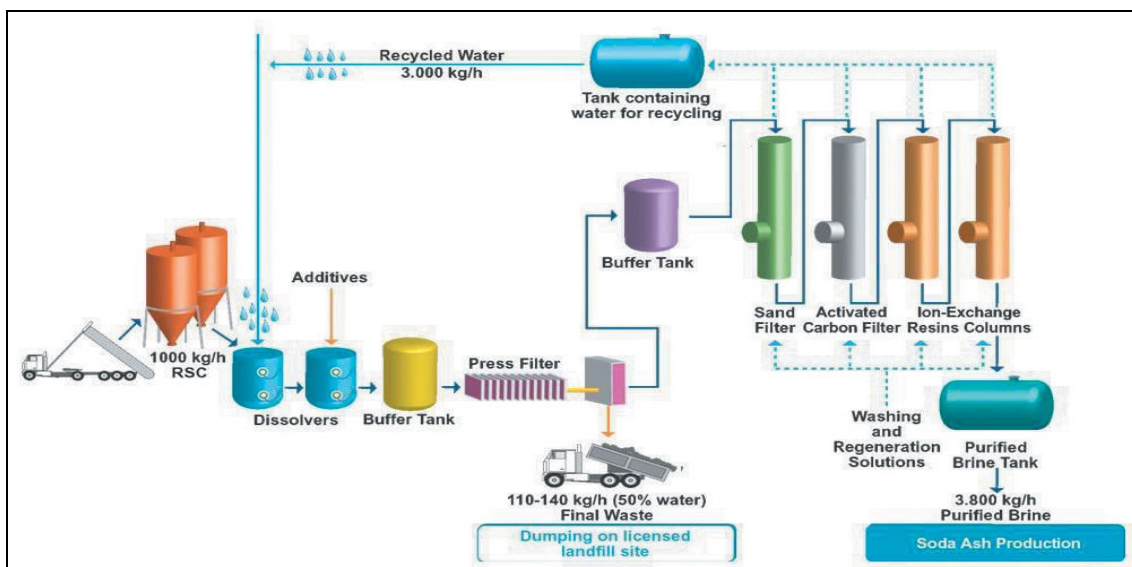 Recycled Water
3.000 kg/h
Tank containing
water for recycling
Buffer Tank
Additives
1000 kg/h
RSC
Dissolvers
Buffer Tank
Press Filter
Sand
Filter
Activated
Carbon Filter
Ion-Exchange
Resins Columns
Washing
and
Regeneration
Solutions
Purified
Brine Tank
110-140 kg/h (50% water)
Final Waste
Dumping on licensed
landfill site
3.800 kg/h
Purified Brine
Soda Ash Production